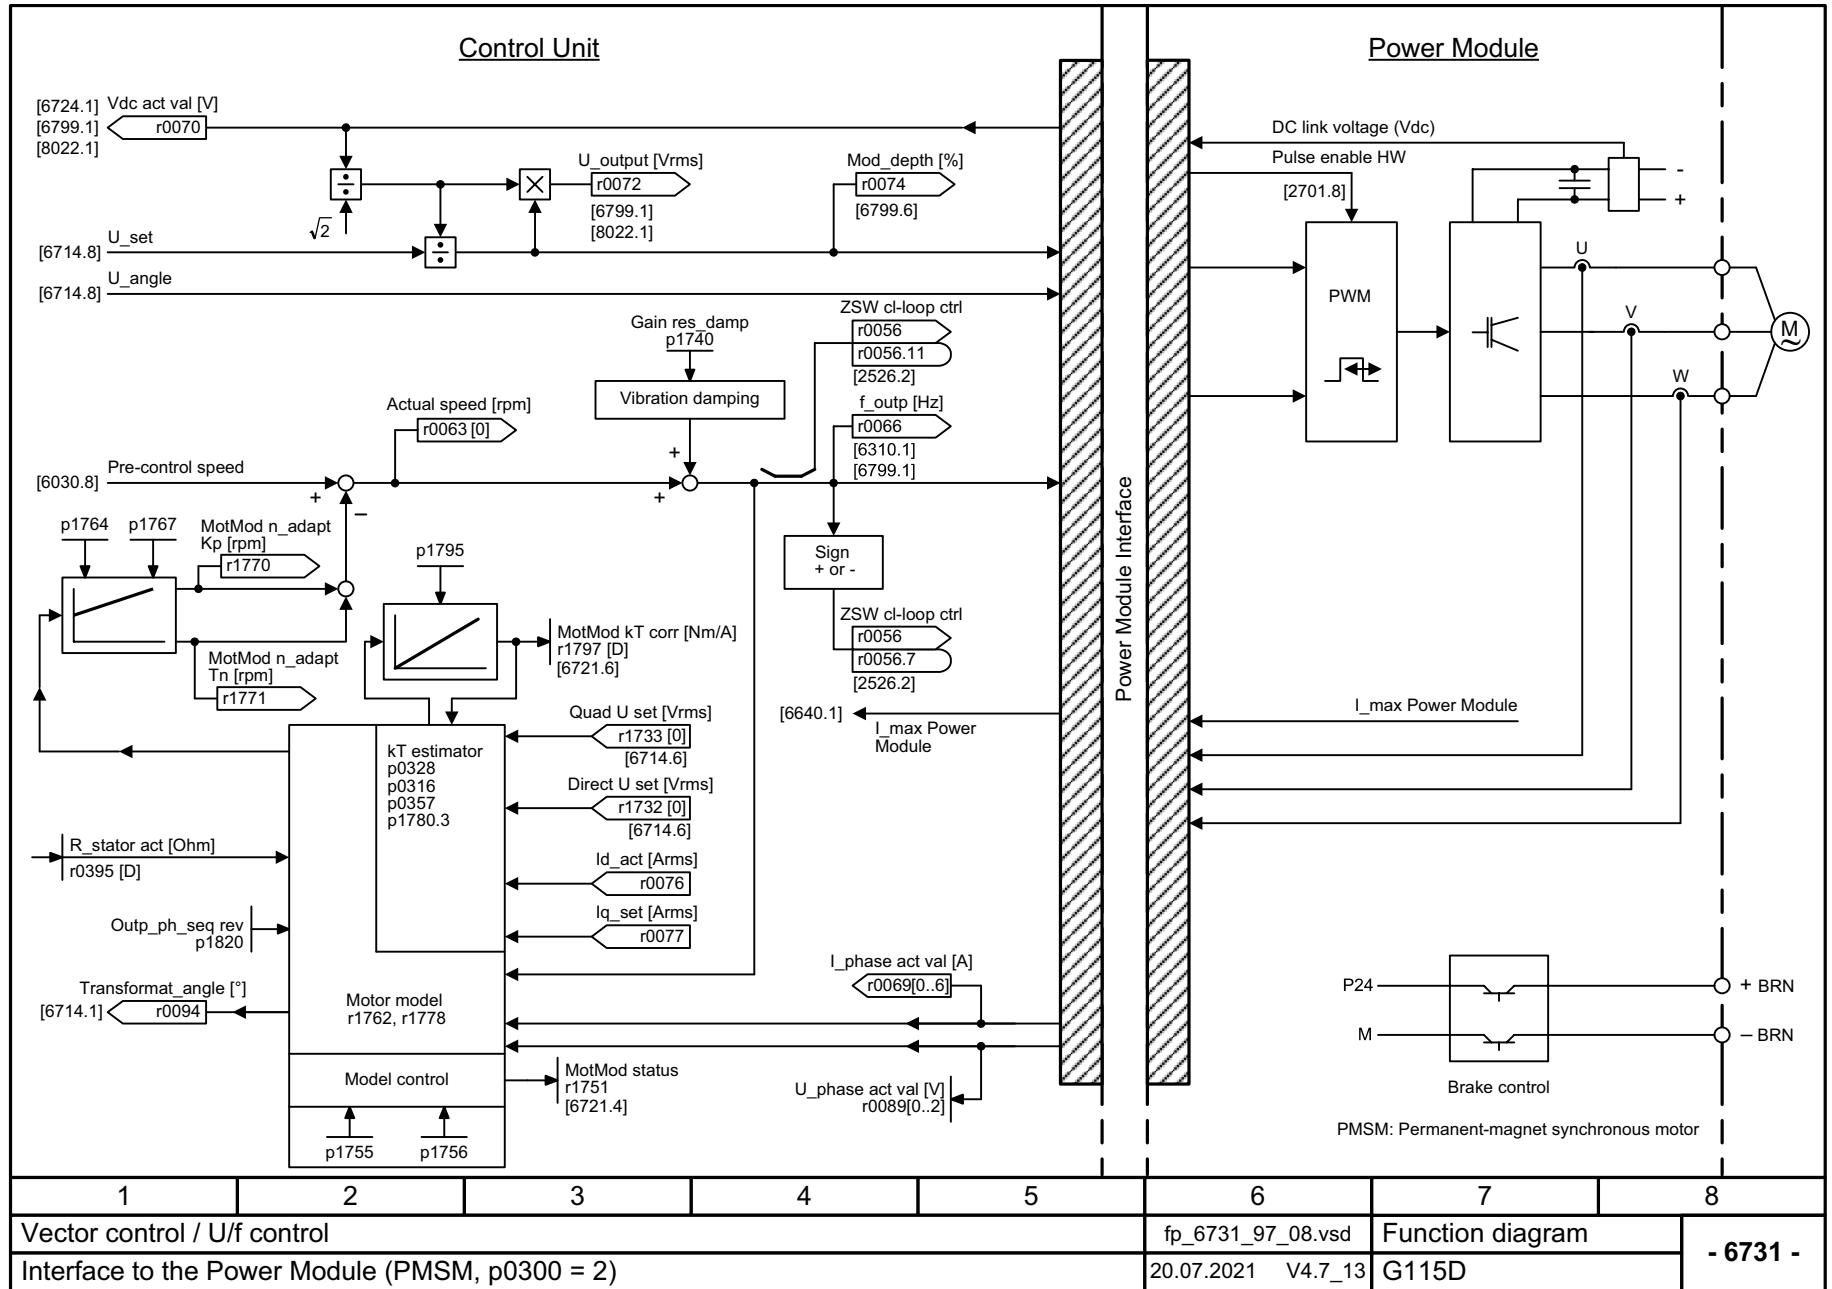 Control Unit
Power Module
[6724.1] Vdc act val [V]
[6799.1] r0070
[8022.1]
÷
√2
×
U_output [Vrms]
r0072
[6799.1]
[8022.1]
Mod_depth [%]
r0074
[6799.6]
[6714.8] U_set
÷
[6714.8] U_angle
Gain res_damp
p1740
Vibration damping
ZSW cl-loop ctrl
r0056
r0056.11
[2526.2]
f_outp [Hz]
r0066
[6310.1]
[6799.1]
Actual speed [rpm]
r0063 [0]
[6030.8] Pre-control speed
+
–
+
+
p1764 p1767
MotMod n_adapt
Kp [rpm]
r1770
MotMod n_adapt
Tn [rpm]
r1771
p1795
MotMod kT corr [Nm/A]
r1797 [D]
[6721.6]
Sign
+ or -
ZSW cl-loop ctrl
r0056
r0056.7
[2526.2]
[6640.1]
I_max Power
Module
kT estimator
p0328
p0316
p0357
p1780.3
Quad U set [Vrms]
r1733 [0]
[6714.6]
Direct U set [Vrms]
r1732 [0]
[6714.6]
Id_act [Arms]
r0076
Iq_set [Arms]
r0077
R_stator act [Ohm]
r0395 [D]
Outp_ph_seq rev
p1820
Transformat_angle [°]
[6714.1] r0094
Motor model
r1762, r1778
Model control
p1755 p1756
MotMod status
r1751
[6721.4]
I_phase act val [A]
r0069[0..6]
U_phase act val [V]
r0089[0..2]
Power Module Interface
DC link voltage (Vdc)
Pulse enable HW
[2701.8]
-
+
PWM
U
V
W
M
~
I_max Power Module
P24
M
+ BRN
– BRN
Brake control
PMSM: Permanent-magnet synchronous motor
1 2 3 4 5 6 7 8
Vector control / U/f control
fp_6731_97_08.vsd
Function diagram
- 6731 -
Interface to the Power Module (PMSM, p0300 = 2)
20.07.2021 V4.7_13
G115D